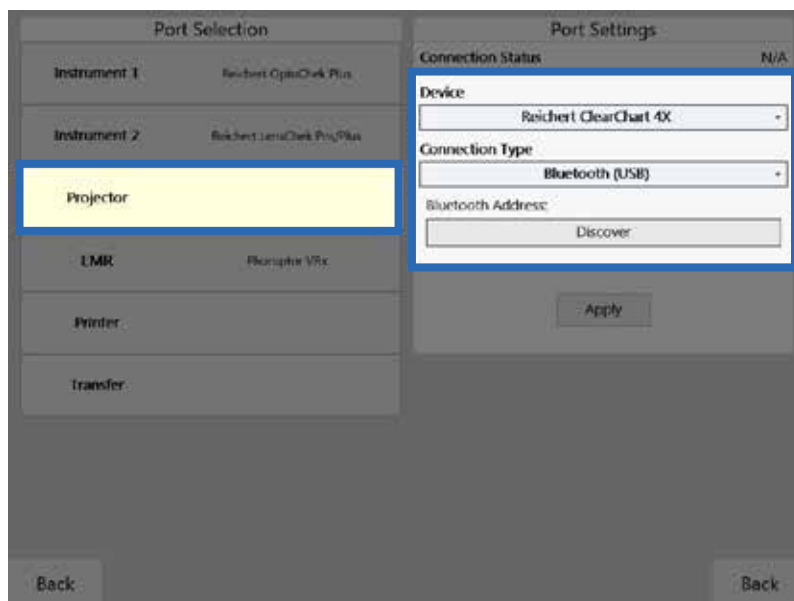 Port Selection
Instrument 1 Reichert OptoChek Plus
Instrument 2 Reichert LensChek Pro/Plus
Projector
LMR Phoroptor VRx
Printer
Transfer
Back
Port Settings
Connection Status N/A
Device
Reichert ClearChart 4X
Connection Type
Bluetooth (USB)
Bluetooth Address:
Discover
Apply
Back